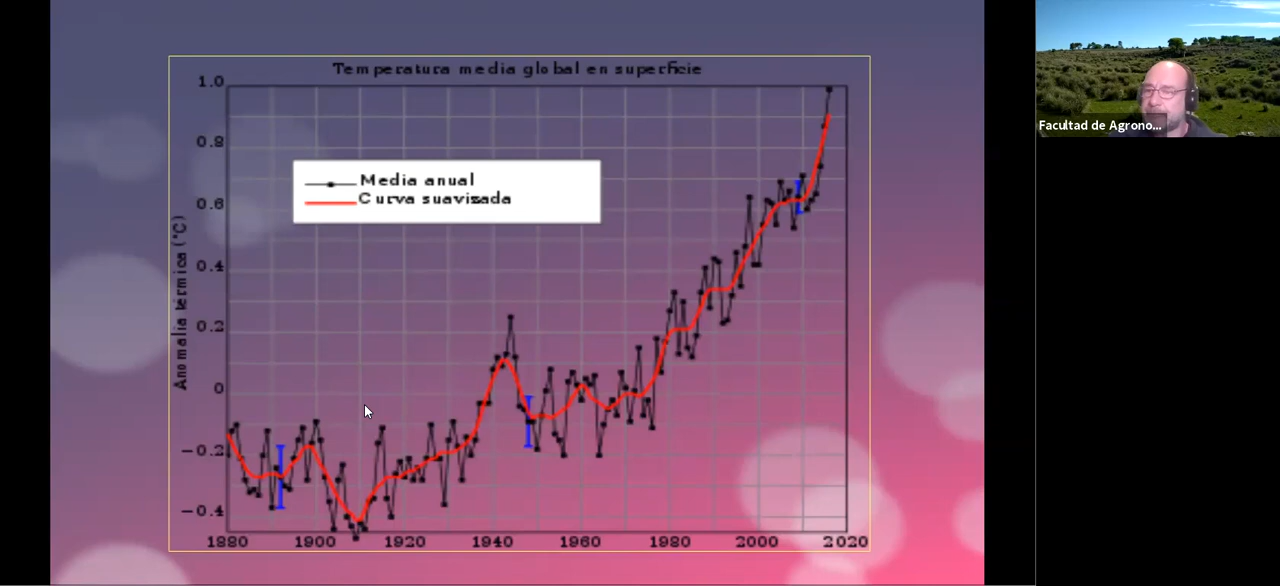 Temperatura media global en superficie
1.0
0.8
0.6
0.4
0.2
0
−0.2
−0.4
Anomalia térmica (°C)
Media anual
Curva suavizada
1880 1900 1920 1940 1960 1980 2000 2020
Facultad de Agrono...